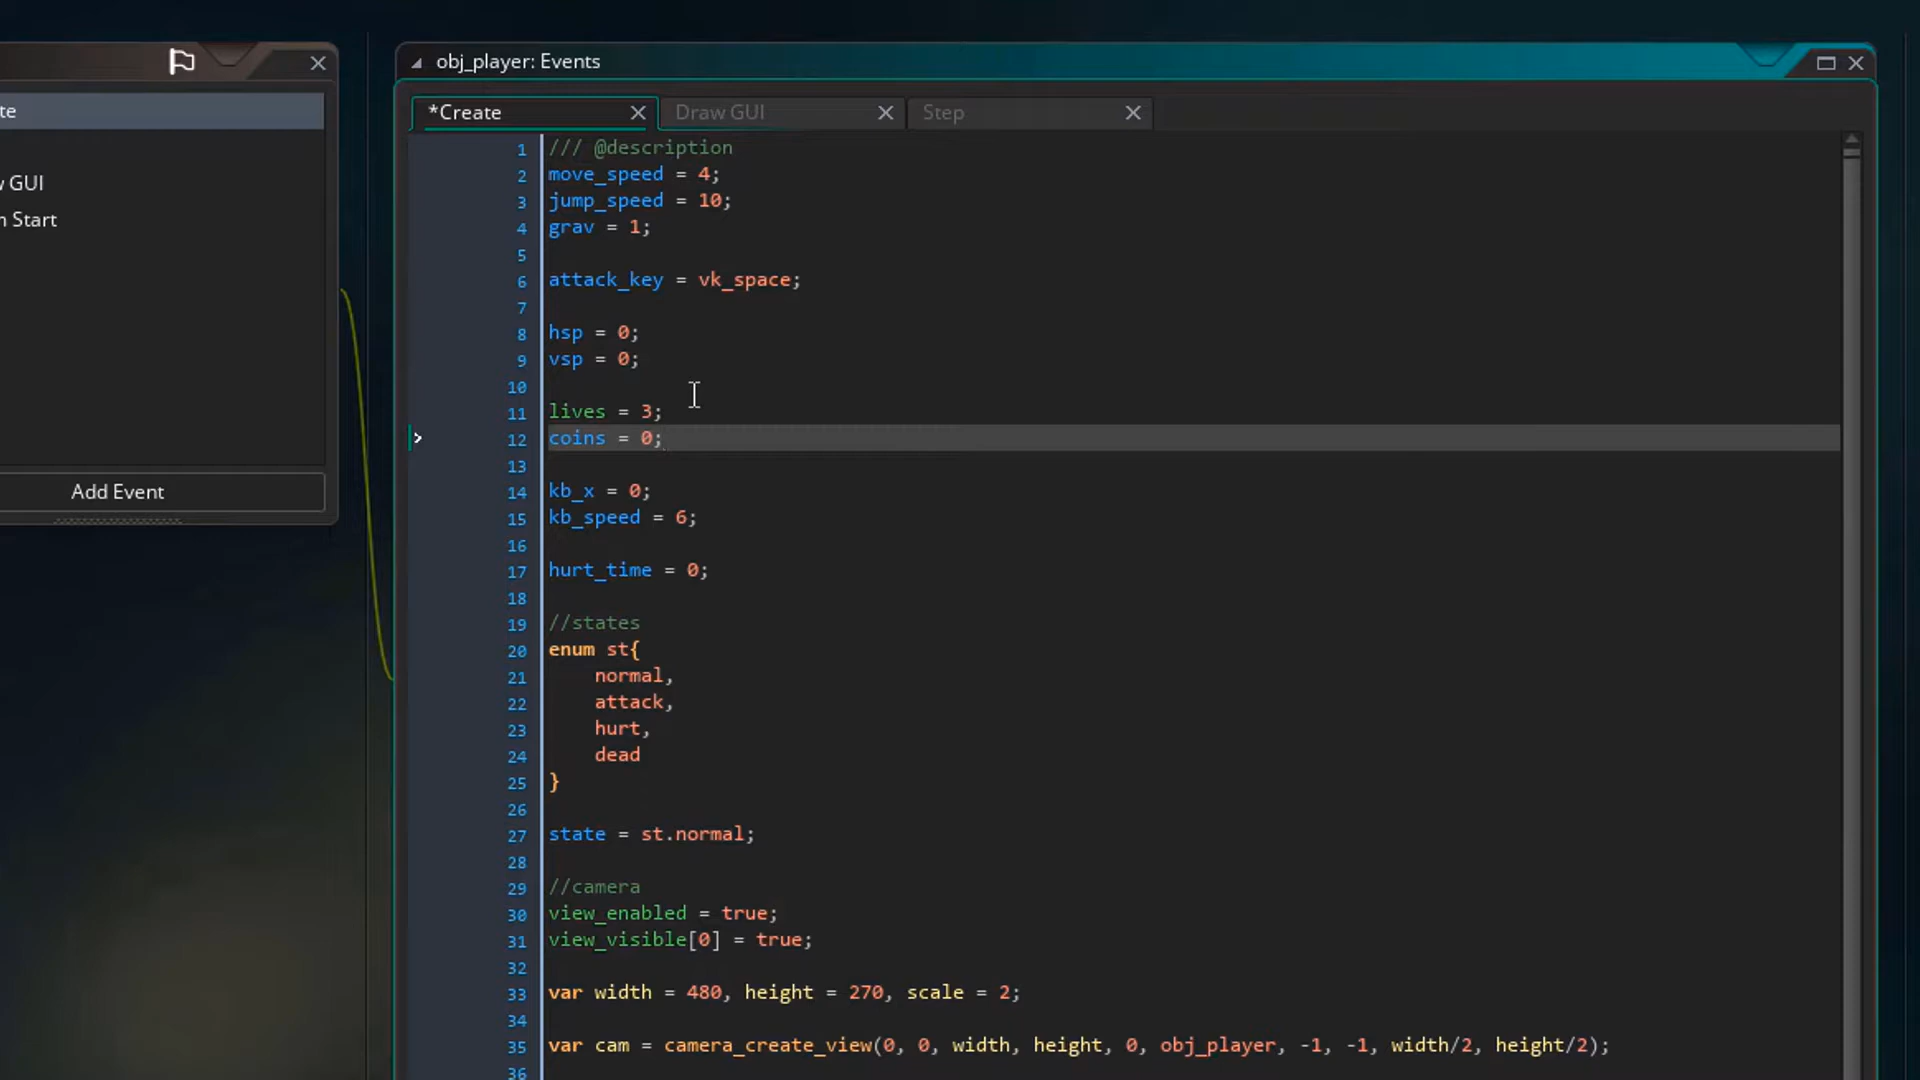 obj_player: Events
te
w GUI
n Start
Add Event
*Create
Draw GUI
Step
1 /// @description
2 move_speed = 4;
3 jump_speed = 10;
4 grav = 1;
5
6 attack_key = vk_space;
7
8 hsp = 0;
9 vsp = 0;
10
11 lives = 3;
12 coins = 0;
13
14 kb_x = 0;
15 kb_speed = 6;
16
17 hurt_time = 0;
18
19 //states
20 enum st{
21 normal,
22 attack,
23 hurt,
24 dead
25 }
26
27 state = st.normal;
28
29 //camera
30 view_enabled = true;
31 view_visible[0] = true;
32
33 var width = 480, height = 270, scale = 2;
34
35 var cam = camera_create_view(0, 0, width, height, 0, obj_player, -1, -1, width/2, height/2);
36